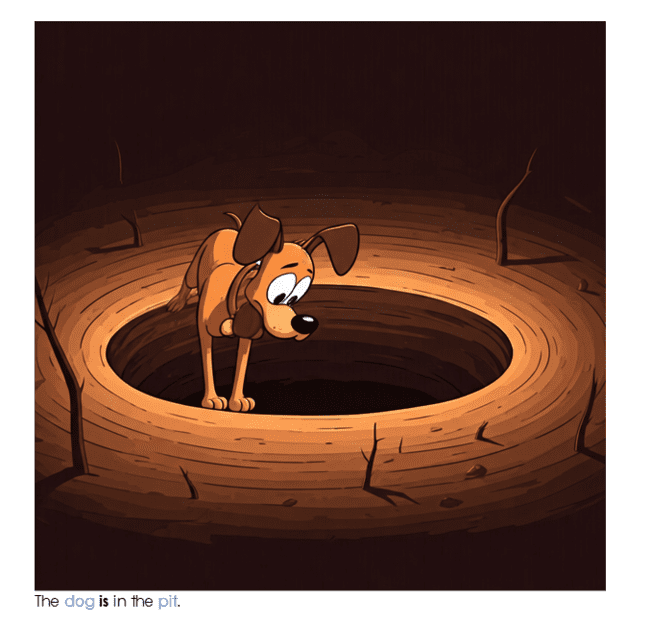 The dog is in the pit.